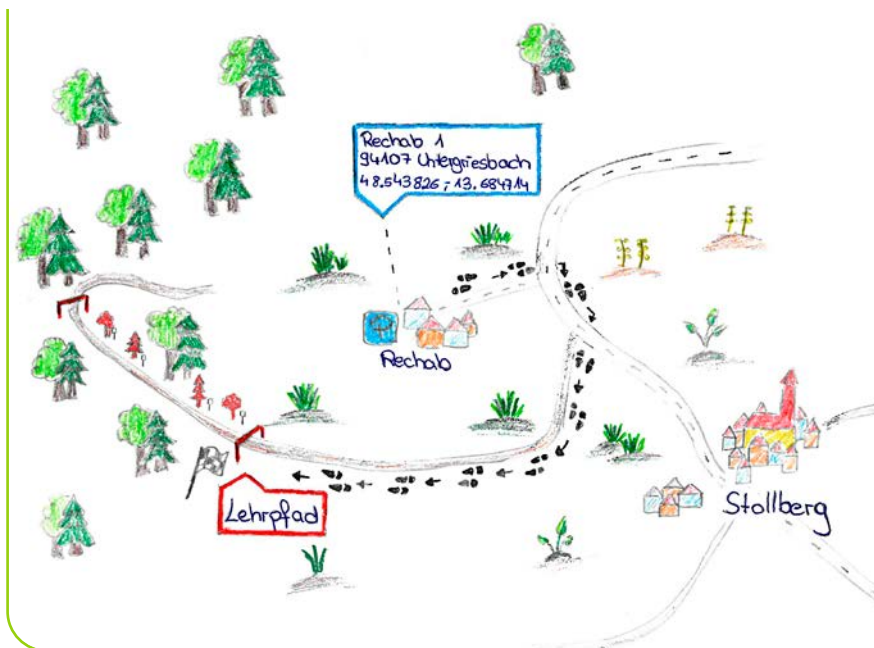 Rechab 1
94107 Untergriesbach
48.543826, 13.684714
Rechab
Lehrpfad
Stollberg